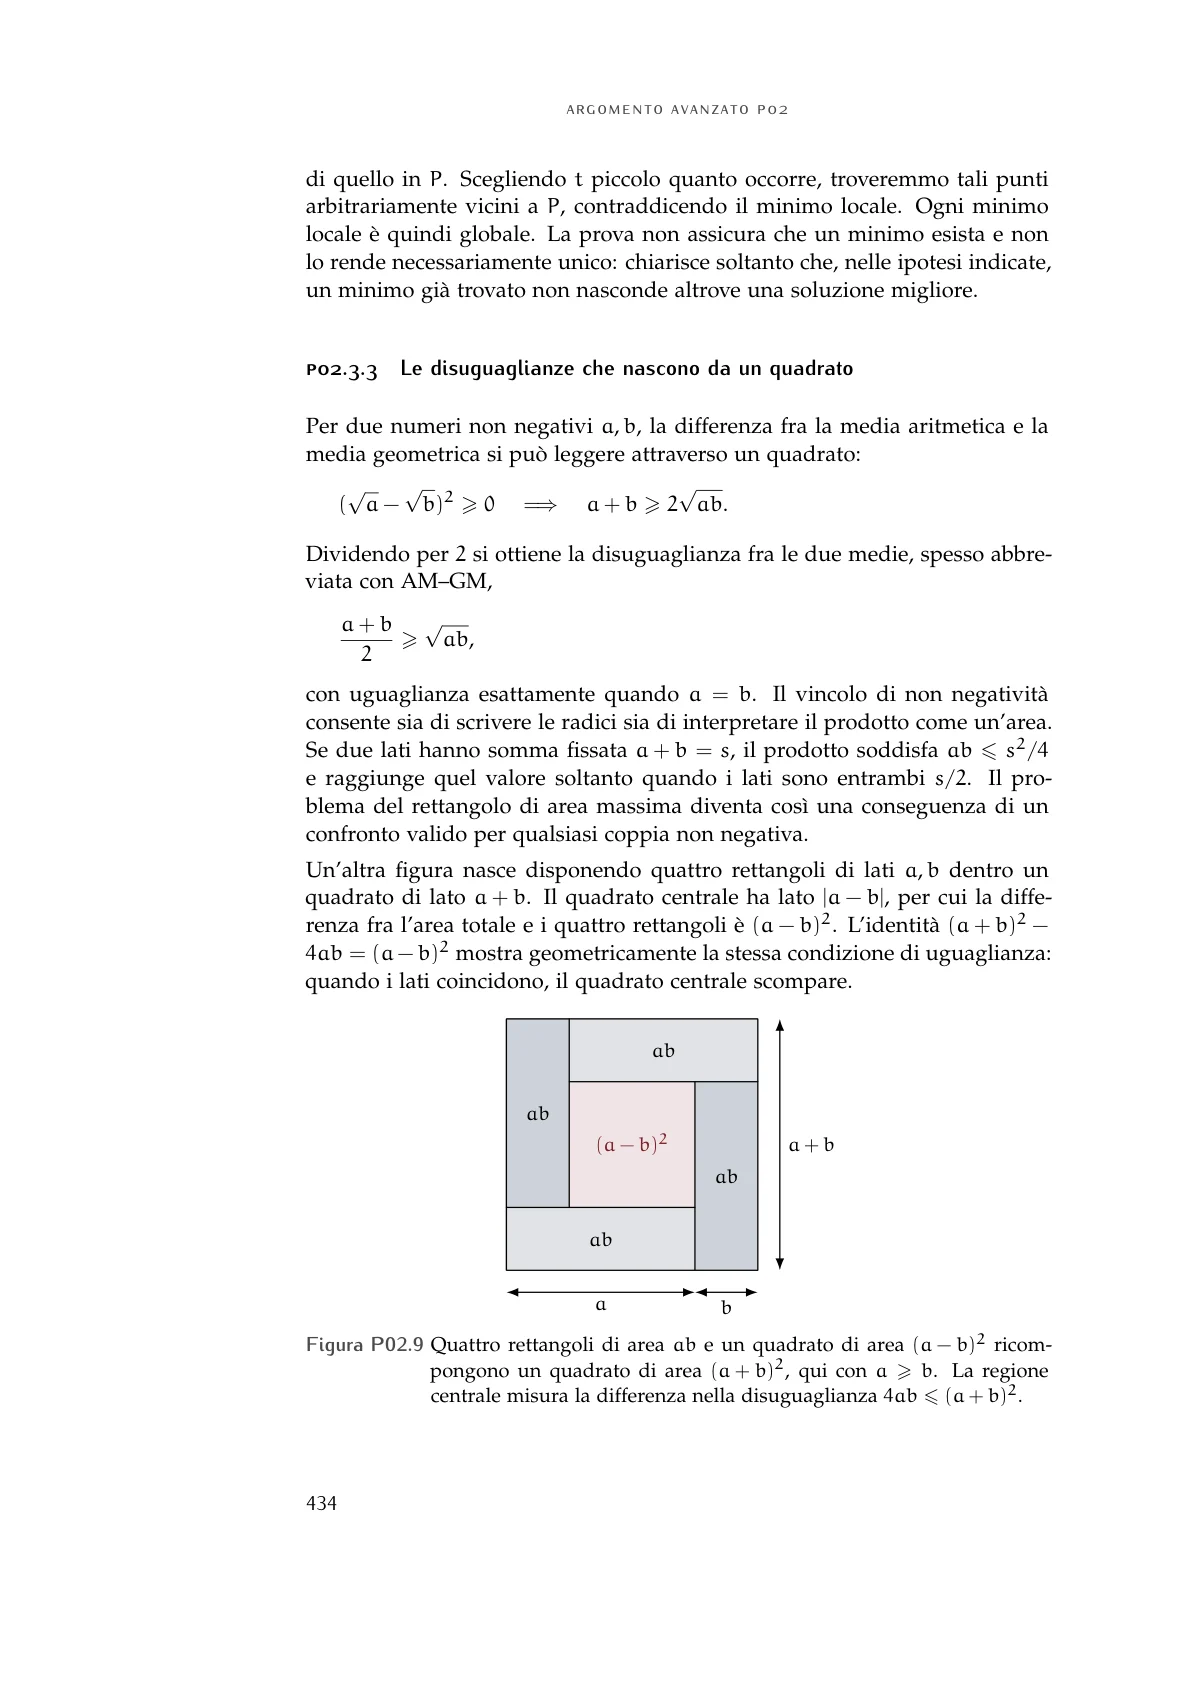 ARGOMENTO AVANZATO P02
di quello in P. Scegliendo t piccolo quanto occorre, troveremmo tali punti
arbitrariamente vicini a P, contraddicendo il minimo locale. Ogni minimo
locale è quindi globale. La prova non assicura che un minimo esista e non
lo rende necessariamente unico: chiarisce soltanto che, nelle ipotesi indicate,
un minimo già trovato non nasconde altrove una soluzione migliore.
P02.3.3 Le disuguaglianze che nascono da un quadrato
Per due numeri non negativi a, b, la differenza fra la media aritmetica e la
media geometrica si può leggere attraverso un quadrato:
(√a − √b)² ⩾ 0 ⟹ a + b ⩾ 2√ab.
Dividendo per 2 si ottiene la disuguaglianza fra le due medie, spesso abbre-
viata con AM–GM,
a + b
2 ⩾ √ab,
con uguaglianza esattamente quando a = b. Il vincolo di non negatività
consente sia di scrivere le radici sia di interpretare il prodotto come un’area.
Se due lati hanno somma fissata a + b = s, il prodotto soddisfa ab ⩽ s²/4
e raggiunge quel valore soltanto quando i lati sono entrambi s/2. Il pro-
blema del rettangolo di area massima diventa così una conseguenza di un
confronto valido per qualsiasi coppia non negativa.
Un’altra figura nasce disponendo quattro rettangoli di lati a, b dentro un
quadrato di lato a + b. Il quadrato centrale ha lato |a − b|, per cui la diffe-
renza fra l’area totale e i quattro rettangoli è (a − b)². L’identità (a + b)² −
4ab = (a − b)² mostra geometricamente la stessa condizione di uguaglianza:
quando i lati coincidono, il quadrato centrale scompare.
ab
ab
(a − b)²
a + b
ab
ab
a
b
Figura P02.9 Quattro rettangoli di area ab e un quadrato di area (a − b)² ricom-
pongono un quadrato di area (a + b)², qui con a ⩾ b. La regione
centrale misura la differenza nella disuguaglianza 4ab ⩽ (a + b)².
434